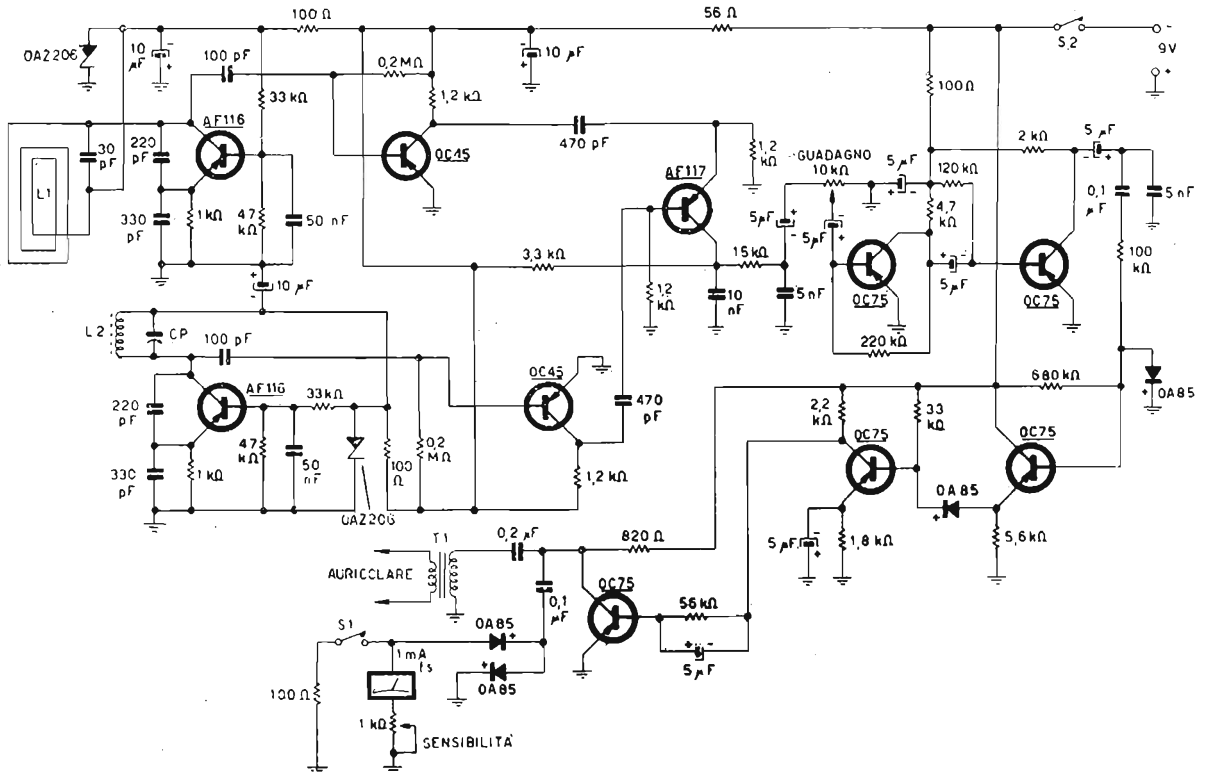 100 Ω
56 Ω
OAZ206
10 μF
100 pF
0,2 MΩ
10 μF
S2
9V
33 kΩ
1,2 kΩ
100 Ω
AF116
OC45
470 pF
1,2 kΩ
2 kΩ
5 μF
30 pF
220 pF
L1
AF117
GUADAGNO
10 kΩ
5 μF
120 kΩ
0,1 μF
5 nF
330 pF
1 kΩ
47 kΩ
50 nF
5 μF
5 μF
4,7 kΩ
3,3 kΩ
15 kΩ
5 μF
100 kΩ
10 μF
1,2 kΩ
10 nF
5 nF
OC75
OC75
L2
CP
100 pF
220 kΩ
OC45
680 kΩ
OA85
AF116
33 kΩ
470 pF
2,2 kΩ
33 kΩ
OC75
OC75
220 pF
47 kΩ
50 nF
100 Ω
0,2 MΩ
330 pF
1 kΩ
OAZ206
1,2 kΩ
OA85
5 μF
1,8 kΩ
5,6 kΩ
T1
0,2 μF
820 Ω
AURICOLARE
0,1 μF
OC75
56 kΩ
5 μF
S1
OA85
1 mA
fs
OA85
100 Ω
1 kΩ
SENSIBILITÀ